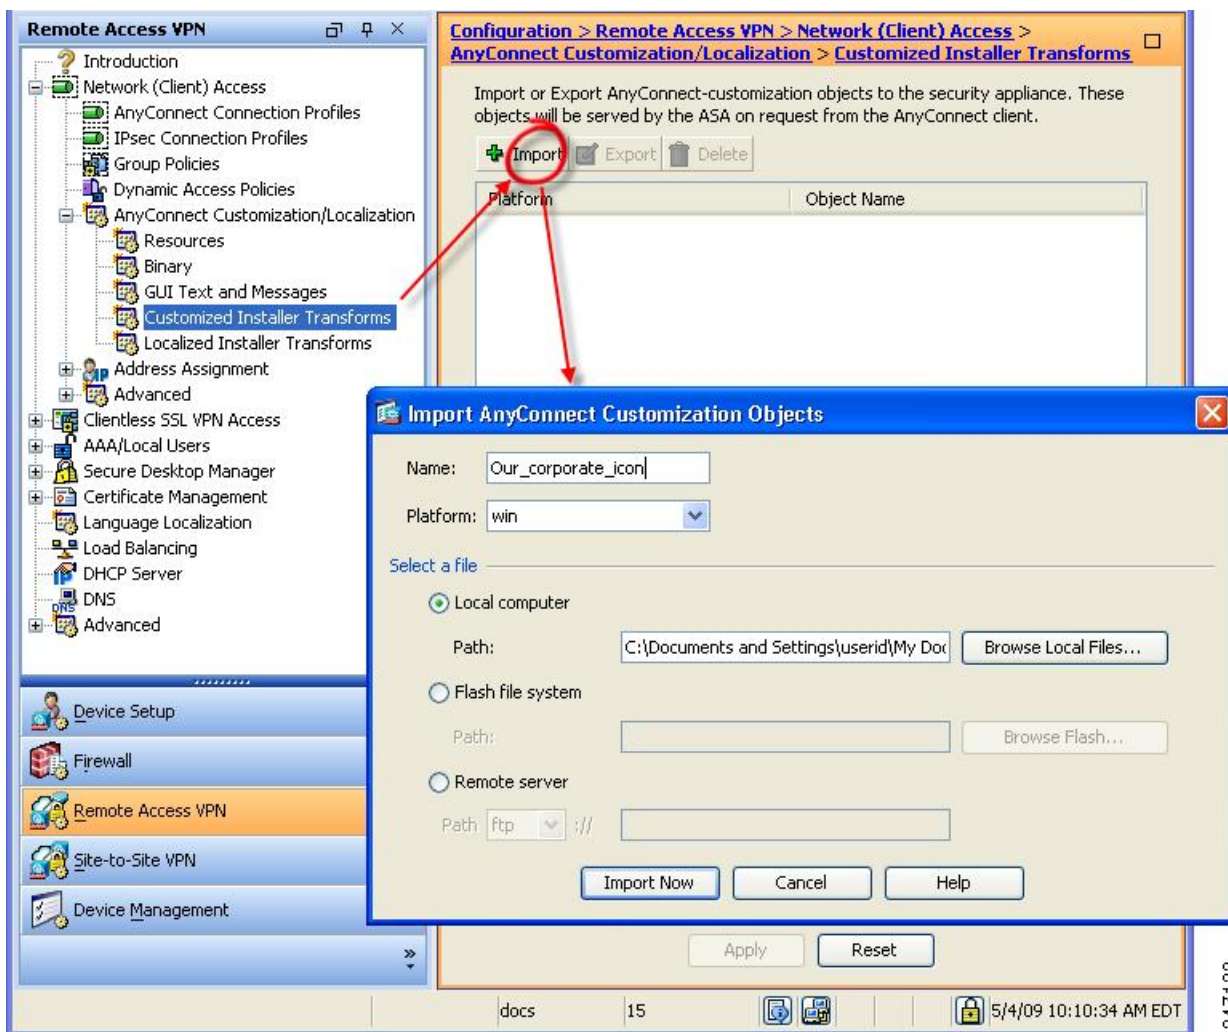 Remote Access VPN
Introduction
Network (Client) Access
AnyConnect Connection Profiles
IPsec Connection Profiles
Group Policies
Dynamic Access Policies
AnyConnect Customization/Localization
Resources
Binary
GUI Text and Messages
Customized Installer Transforms
Localized Installer Transforms
Address Assignment
Advanced
Clientless SSL VPN Access
AAA/Local Users
Secure Desktop Manager
Certificate Management
Language Localization
Load Balancing
DHCP Server
DNS
Advanced
Device Setup
Firewall
Remote Access VPN
Site-to-Site VPN
Device Management
Configuration > Remote Access VPN > Network (Client) Access >
AnyConnect Customization/Localization > Customized Installer Transforms
Import or Export AnyConnect-customization objects to the security appliance. These
objects will be served by the ASA on request from the AnyConnect client.
Import Export Delete
Platform Object Name
Import AnyConnect Customization Objects
Name: Our_corporate_icon
Platform: win
Select a file
Local computer
Path: C:\Documents and Settings\userid\My Doc Browse Local Files...
Flash file system
Path: Browse Flash...
Remote server
Path ftp ://
Import Now Cancel Help
Apply Reset
docs 15 5/4/09 10:10:34 AM EDT